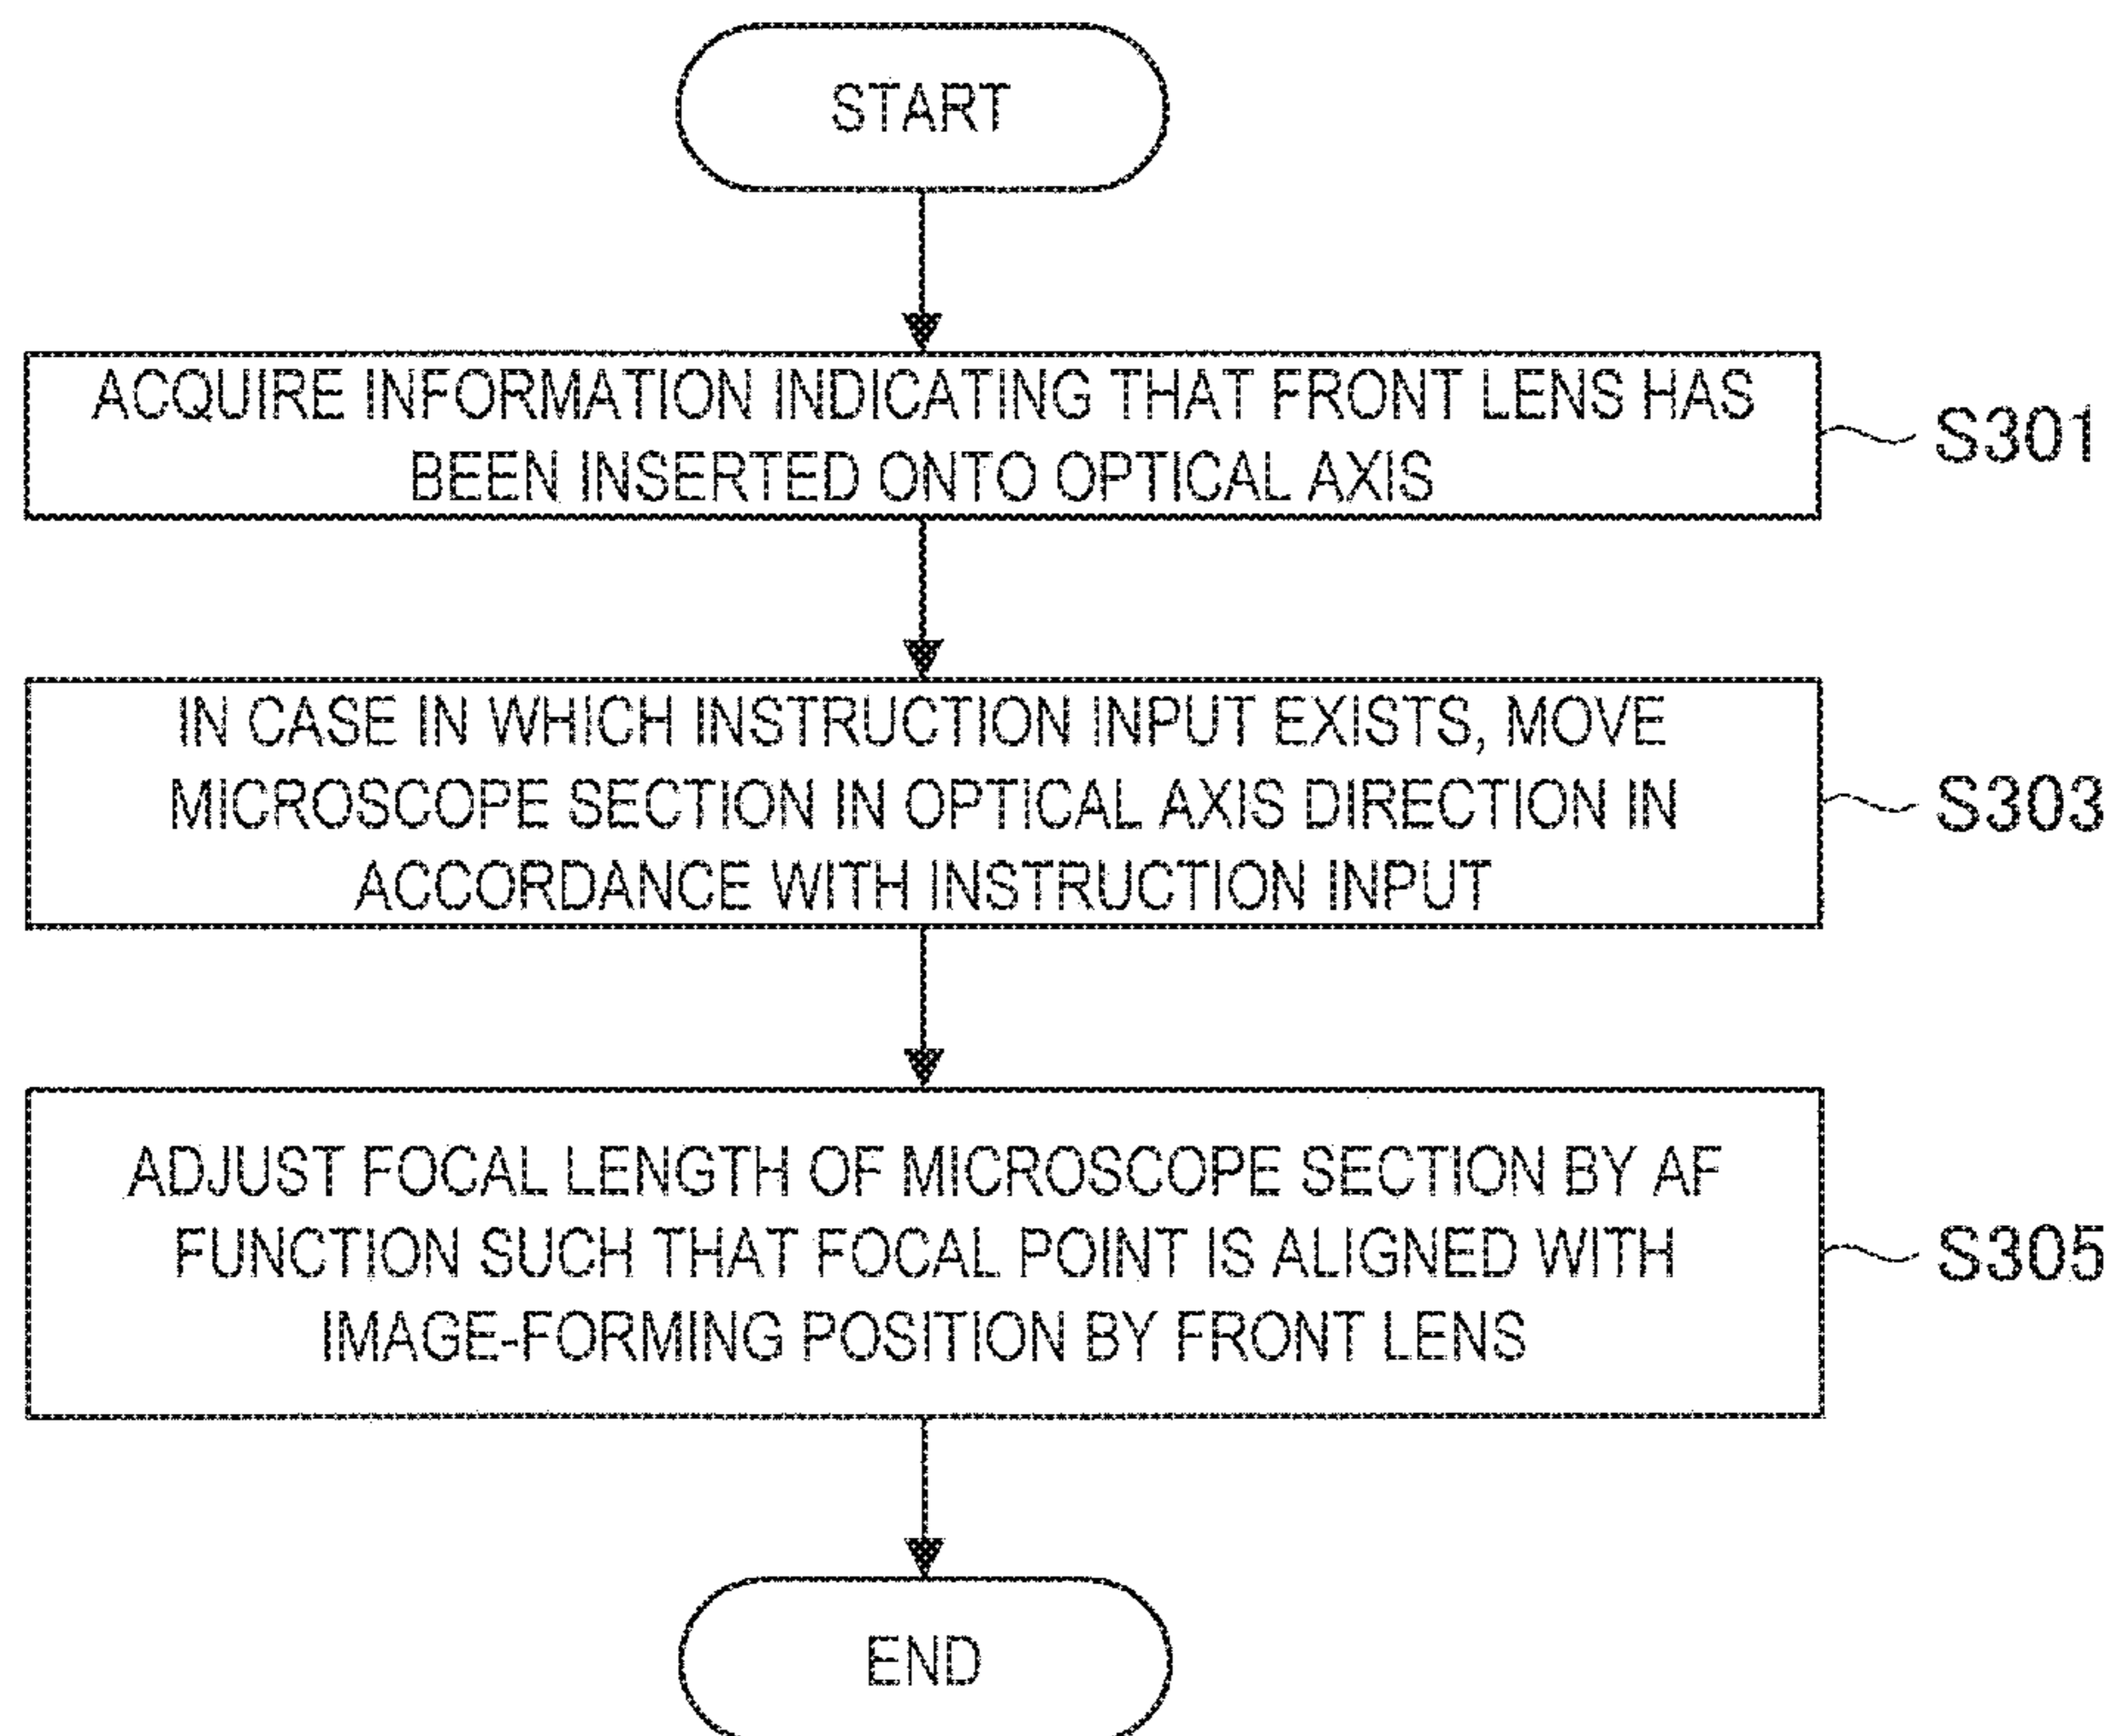 START
ACQUIRE INFORMATION INDICATING THAT FRONT LENS HAS
BEEN INSERTED ONTO OPTICAL AXIS
S301
IN CASE IN WHICH INSTRUCTION INPUT EXISTS, MOVE
MICROSCOPE SECTION IN OPTICAL AXIS DIRECTION IN
ACCORDANCE WITH INSTRUCTION INPUT
S303
ADJUST FOCAL LENGTH OF MICROSCOPE SECTION BY AF
FUNCTION SUCH THAT FOCAL POINT IS ALIGNED WITH
IMAGE-FORMING POSITION BY FRONT LENS
S305
END